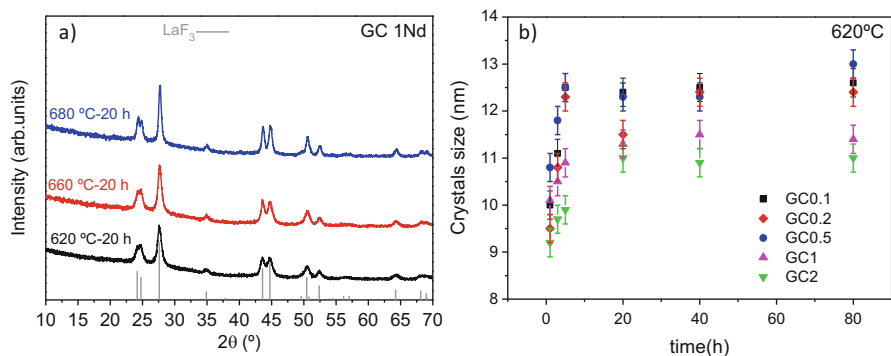 a)
LaF3
GC 1Nd
680 ºC-20 h
660 ºC-20 h
620 ºC-20 h
Intensity (arb.units)
10 15 20 25 30 35 40 45 50 55 60 65 70
2θ (º)
b)
620ºC
14
13
12
11
10
9
8
Crystals size (nm)
GC0.1
GC0.2
GC0.5
GC1
GC2
0 20 40 60 80
time(h)